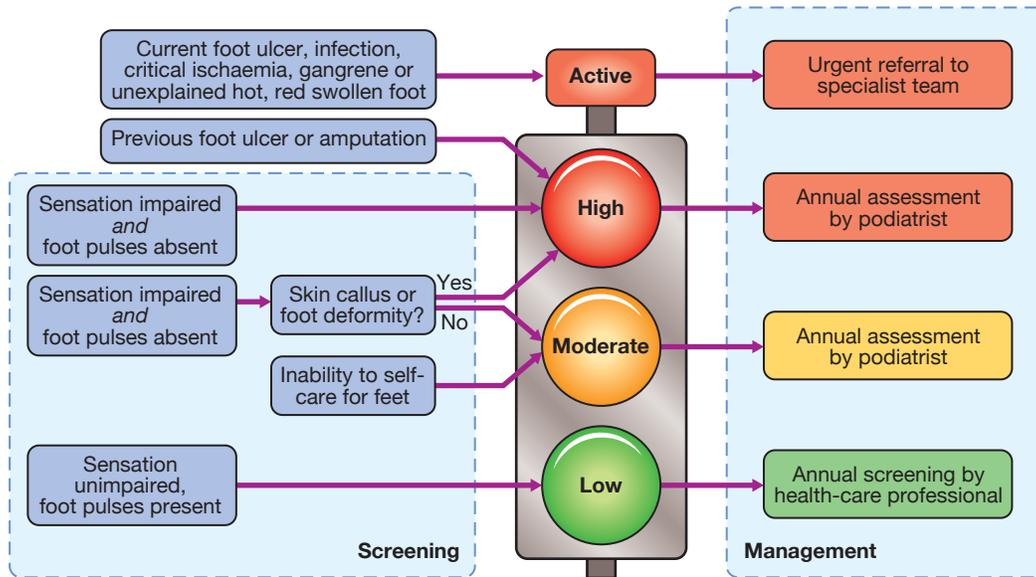 Current foot ulcer, infection,
critical ischaemia, gangrene or
unexplained hot, red swollen foot
Active
Urgent referral to
specialist team
Previous foot ulcer or amputation
Sensation impaired
and
foot pulses absent
High
Annual assessment
by podiatrist
Sensation impaired
and
foot pulses absent
Skin callus or
foot deformity?
Yes
No
Moderate
Annual assessment
by podiatrist
Inability to self-
care for feet
Sensation
unimpaired,
foot pulses present
Low
Annual screening by
health-care professional
Screening
Management